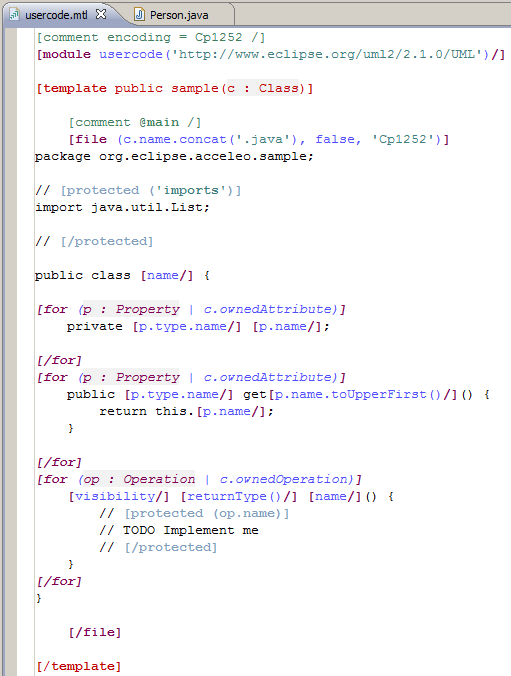 usercode.mtl Person.java
[comment encoding = Cp1252 /]
[module usercode('http://www.eclipse.org/uml2/2.1.0/UML')/]
[template public sample(c : Class)]
[comment @main /]
[file (c.name.concat('.java'), false, 'Cp1252')]
package org.eclipse.acceleo.sample;
// [protected ('imports')]
import java.util.List;
// [/protected]
public class [name/] {
[for (p : Property | c.ownedAttribute)]
private [p.type.name/] [p.name/];
[/for]
[for (p : Property | c.ownedAttribute)]
public [p.type.name/] get[p.name.toUpperFirst()/]() {
return this.[p.name/];
}
[/for]
[for (op : Operation | c.ownedOperation)]
[visibility/] [returnType()/] [name/]() {
// [protected (op.name)]
// TODO Implement me
// [/protected]
}
[/for]
}
[/file]
[/template]